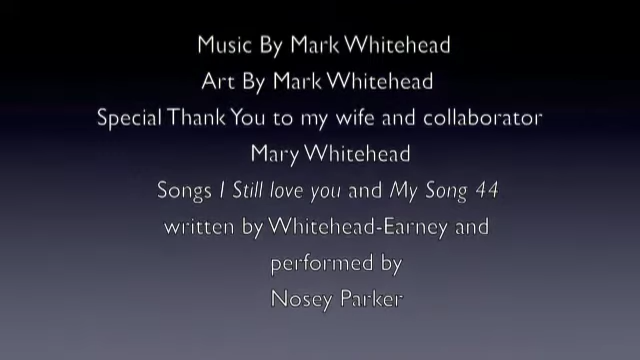 Music By Mark Whitehead
Art By Mark Whitehead
Special Thank You to my wife and collaborator
Mary Whitehead
Songs I Still love you and My Song 44
written by Whitehead-Earney and
performed by
Nosey Parker